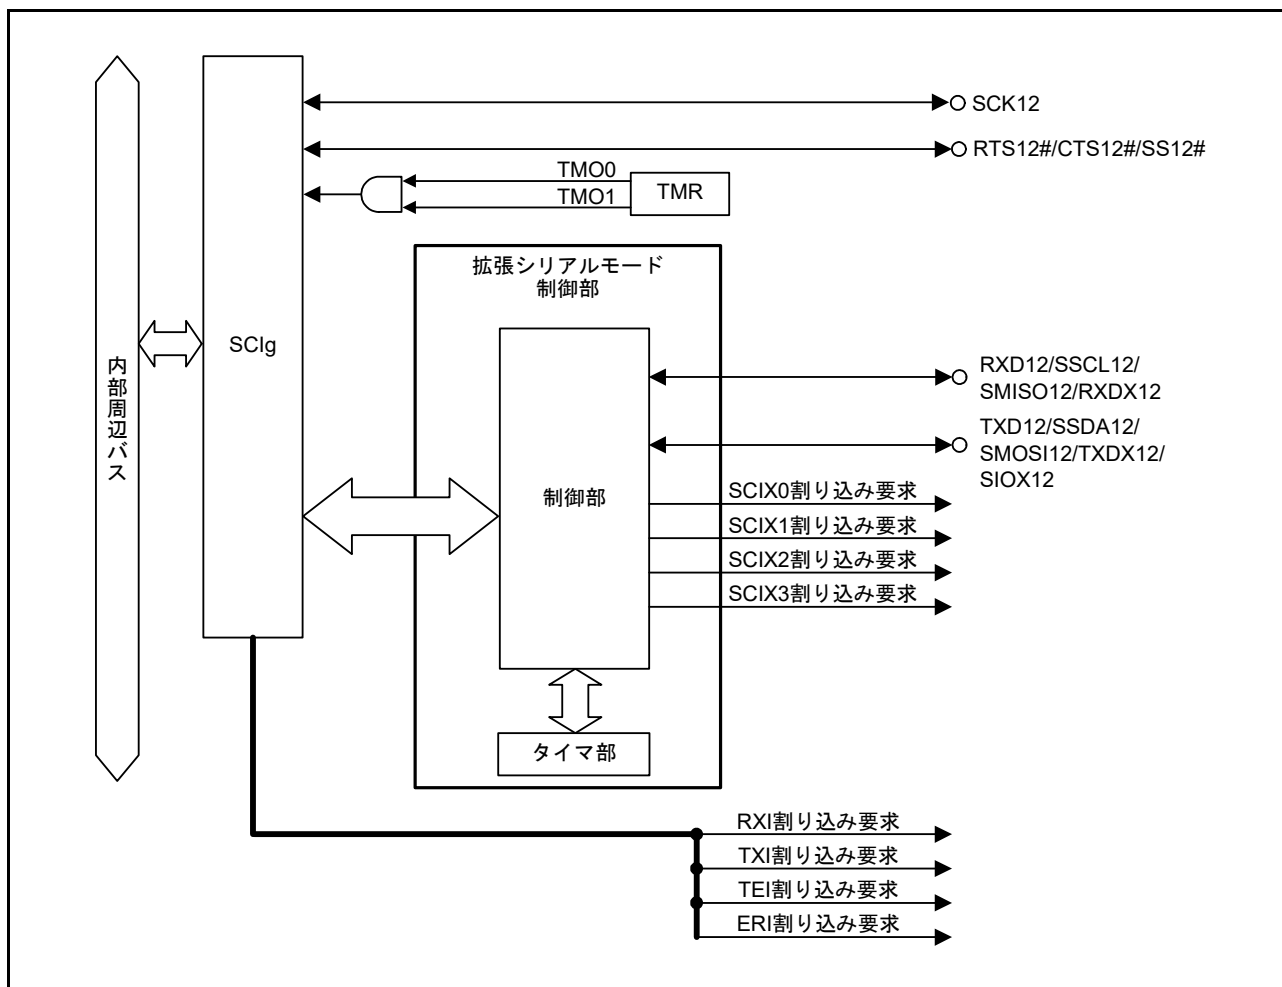 SCK12
RTS12#/CTS12#/SS12#
TMO0
TMO1
TMR
拡張シリアルモード
制御部
SCIg
内部周辺バス
RXD12/SSCL12/
SMISO12/RXDX12
TXD12/SSDA12/
SMOSI12/TXDX12/
SIOX12
制御部
SCIX0割り込み要求
SCIX1割り込み要求
SCIX2割り込み要求
SCIX3割り込み要求
タイマ部
RXI割り込み要求
TXI割り込み要求
TEI割り込み要求
ERI割り込み要求